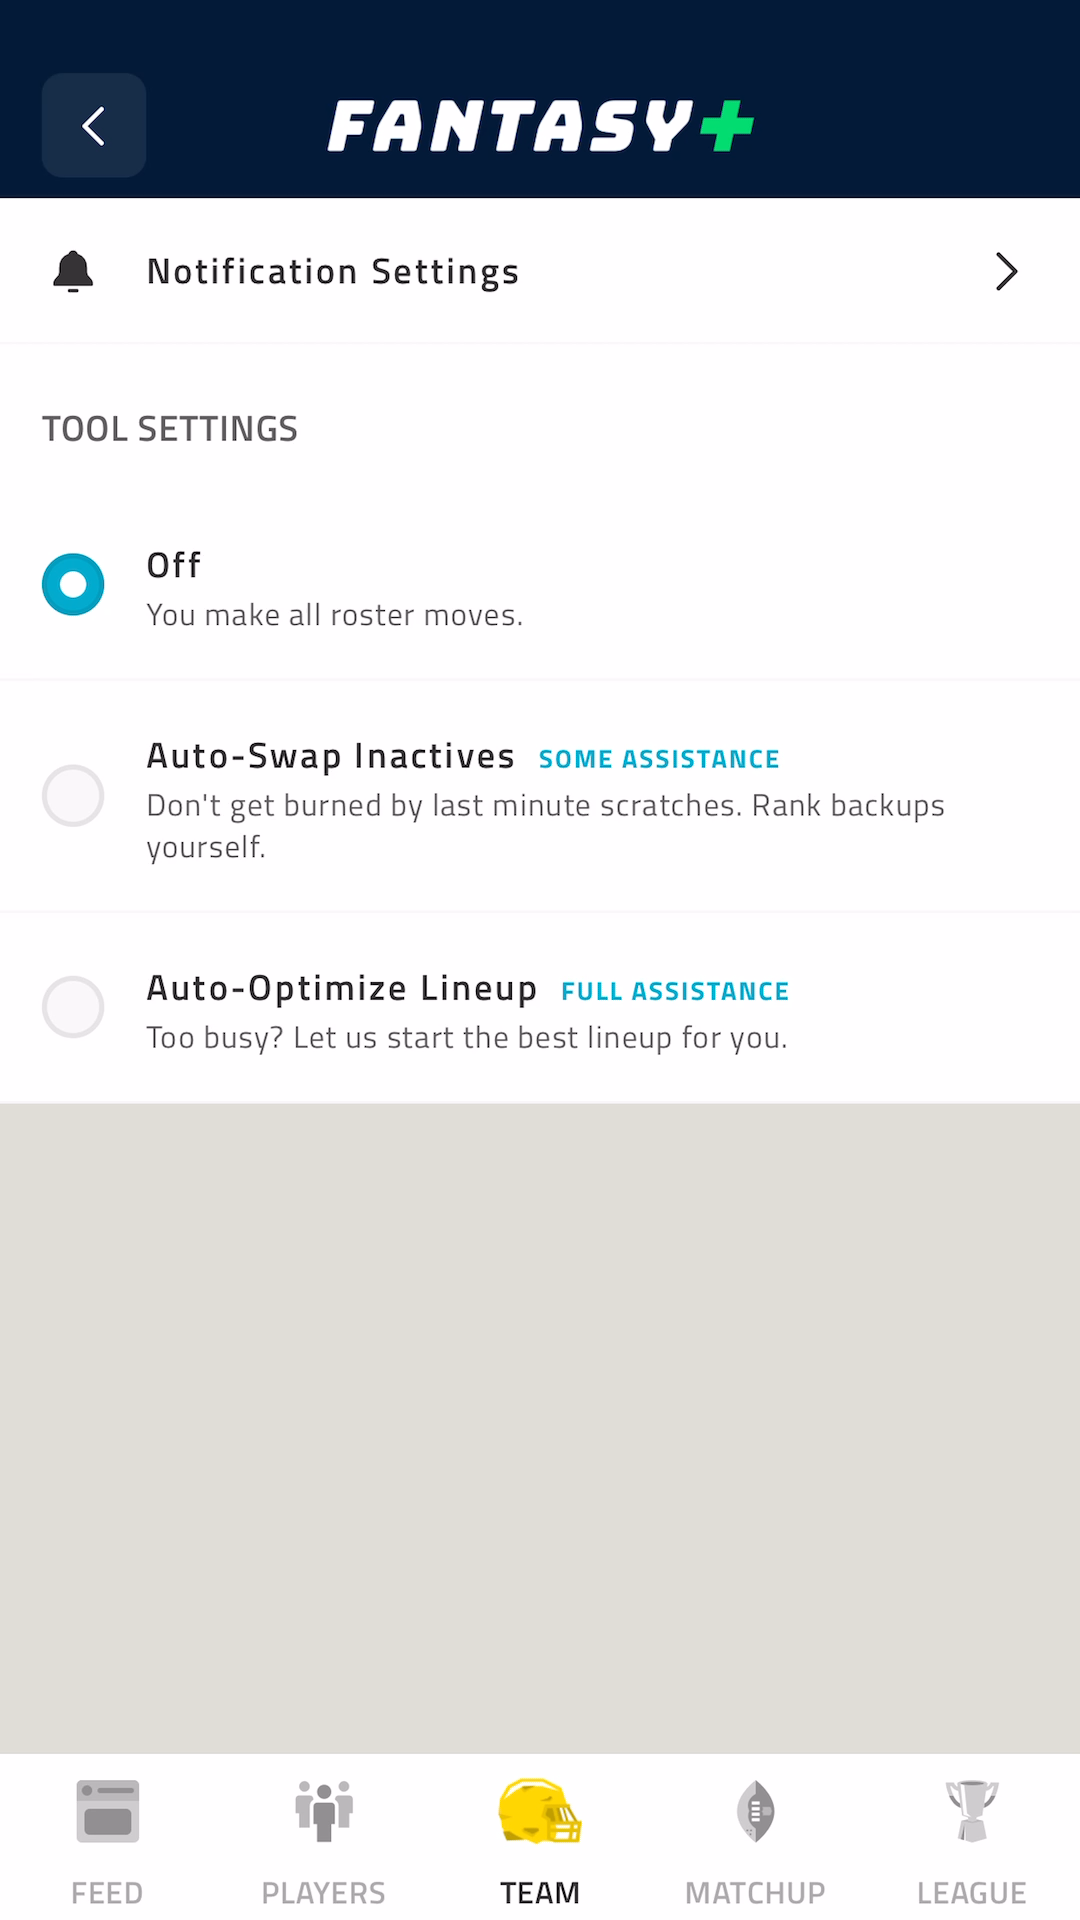 FANTASY+
Notification Settings
TOOL SETTINGS
Off
You make all roster moves.
Auto-Swap Inactives SOME ASSISTANCE
Don't get burned by last minute scratches. Rank backups
yourself.
Auto-Optimize Lineup FULL ASSISTANCE
Too busy? Let us start the best lineup for you.
FEED PLAYERS TEAM MATCHUP LEAGUE